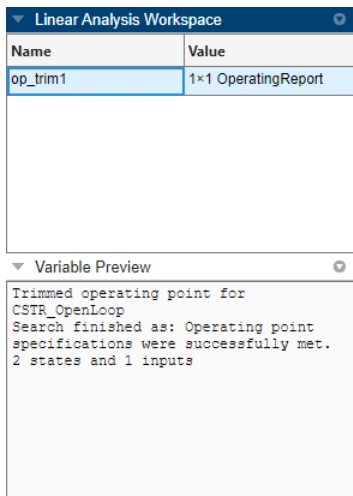 Linear Analysis Workspace
Name Value
op_trim1 1×1 OperatingReport
Variable Preview
Trimmed operating point for
CSTR_OpenLoop
Search finished as: Operating point
specifications were successfully met.
2 states and 1 inputs